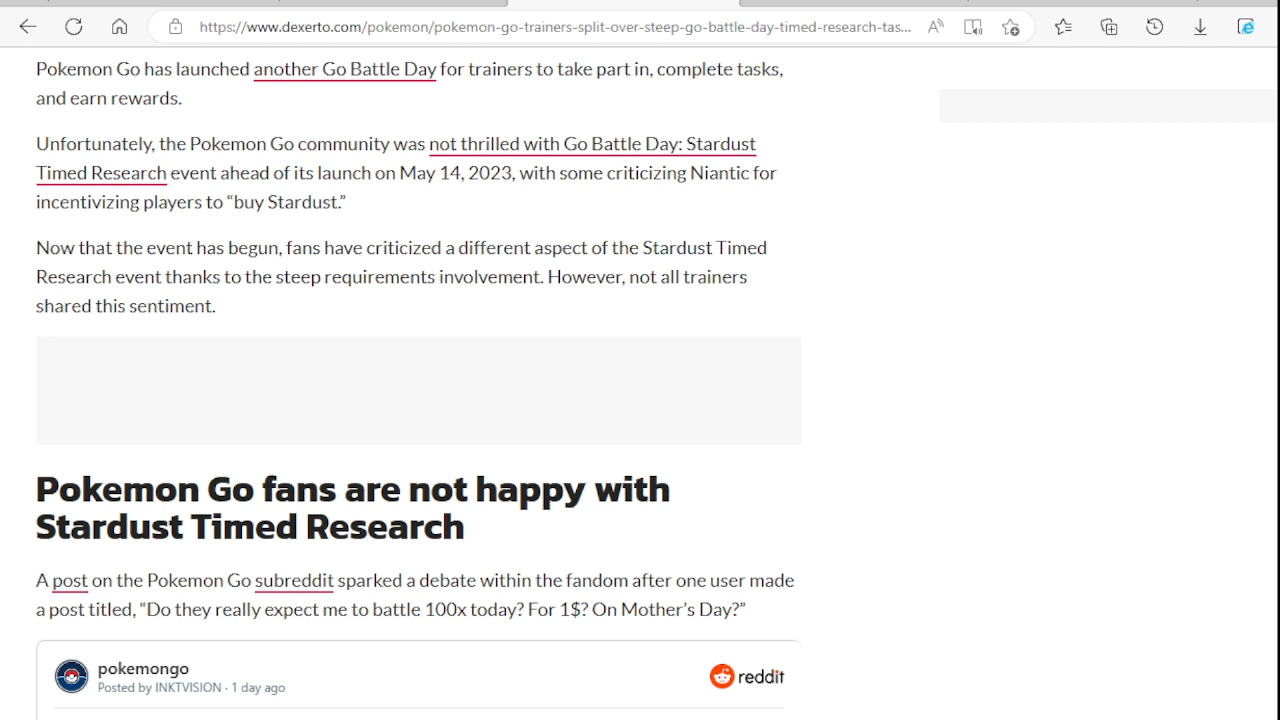 https://www.dexerto.com/pokemon/pokemon-go-trainers-split-over-steep-go-battle-day-timed-research-tas...
Pokemon Go has launched another Go Battle Day for trainers to take part in, complete tasks,
and earn rewards.
Unfortunately, the Pokemon Go community was not thrilled with Go Battle Day: Stardust
Timed Research event ahead of its launch on May 14, 2023, with some criticizing Niantic for
incentivizing players to “buy Stardust.”
Now that the event has begun, fans have criticized a different aspect of the Stardust Timed
Research event thanks to the steep requirements involvement. However, not all trainers
shared this sentiment.
Pokemon Go fans are not happy with
Stardust Timed Research
A post on the Pokemon Go subreddit sparked a debate within the fandom after one user made
a post titled, “Do they really expect me to battle 100x today? For 1$? On Mother’s Day?”
pokemongo
reddit
Posted by INKTVISION · 1 day ago